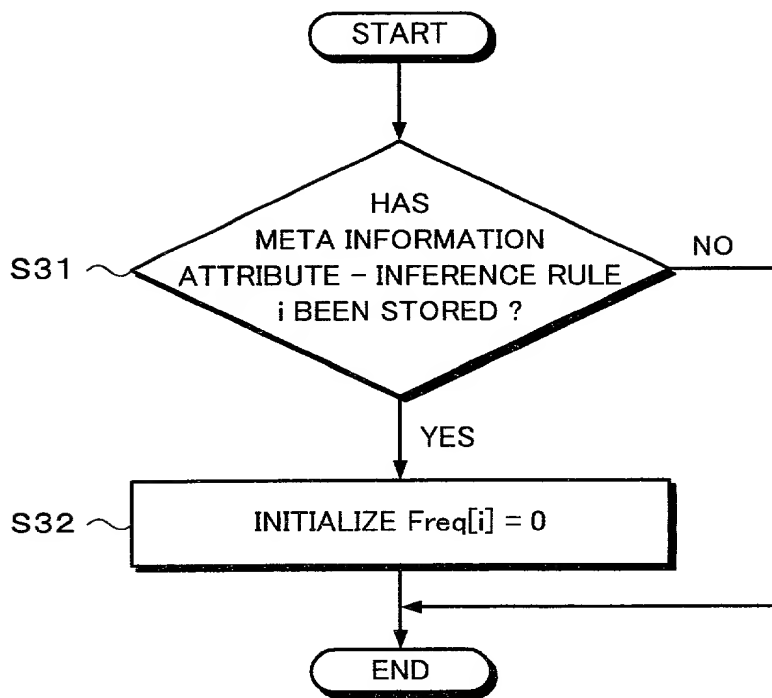 START
HAS
META INFORMATION
ATTRIBUTE – INFERENCE RULE
i BEEN STORED ?
S31
NO
YES
S32
INITIALIZE Freq[i] = 0
END